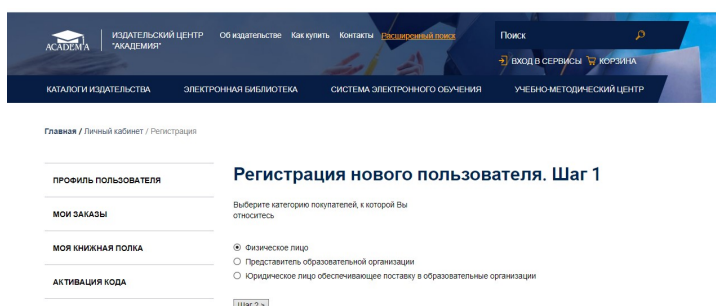 ACADEM'A
ИЗДАТЕЛЬСКИЙ ЦЕНТР
"АКАДЕМИЯ"
Об издательстве Как купить Контакты Расширенный поиск
Поиск
ВХОД В СЕРВИСЫ КОРЗИНА
КАТАЛОГИ ИЗДАТЕЛЬСТВА ЭЛЕКТРОННАЯ БИБЛИОТЕКА СИСТЕМА ЭЛЕКТРОННОГО ОБУЧЕНИЯ УЧЕБНО-МЕТОДИЧЕСКИЙ ЦЕНТР
Главная / Личный кабинет / Регистрация
ПРОФИЛЬ ПОЛЬЗОВАТЕЛЯ
МОИ ЗАКАЗЫ
МОЯ КНИЖНАЯ ПОЛКА
АКТИВАЦИЯ КОДА
Регистрация нового пользователя. Шаг 1
Выберите категорию покупателей, к которой Вы
относитесь
Физическое лицо
Представитель образовательной организации
Юридическое лицо обеспечивающее поставку в образовательные организации
Шаг 2 >